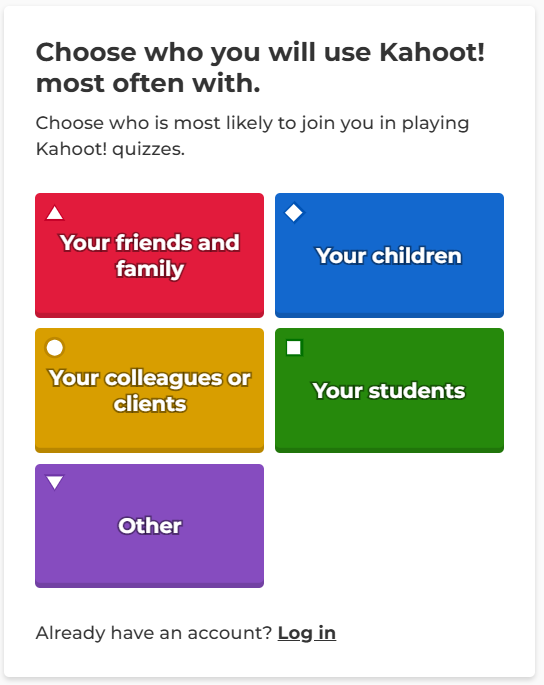 Choose who you will use Kahoot!
most often with.
Choose who is most likely to join you in playing
Kahoot! quizzes.
Your friends and
family
Your children
Your colleagues or
clients
Your students
Other
Already have an account? Log in